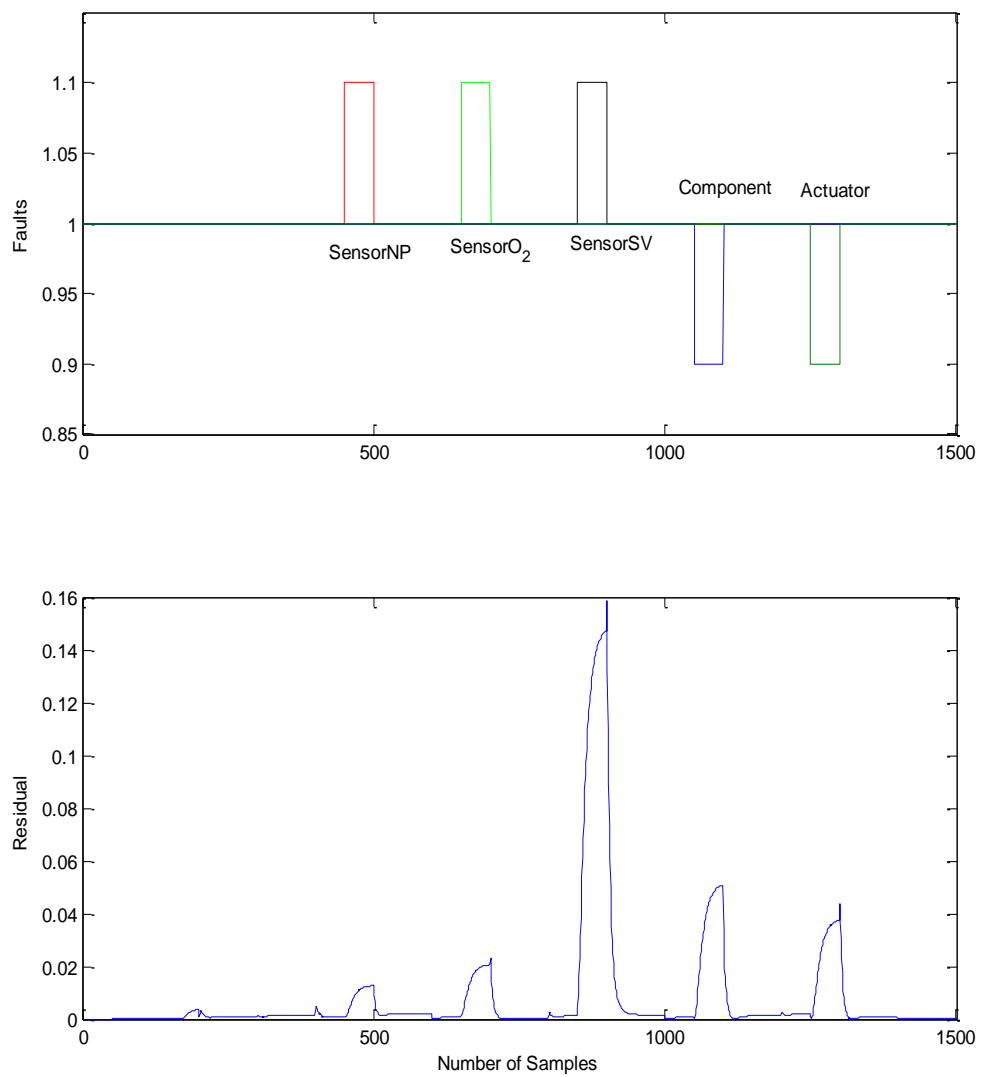 1.1
1.05
1
0.95
0.9
0.85
Faults
Component
Actuator
SensorNP
SensorO2
SensorSV
0
500
1000
1500
0.16
0.14
0.12
0.1
0.08
0.06
0.04
0.02
0
Residual
0
500
1000
1500
Number of Samples